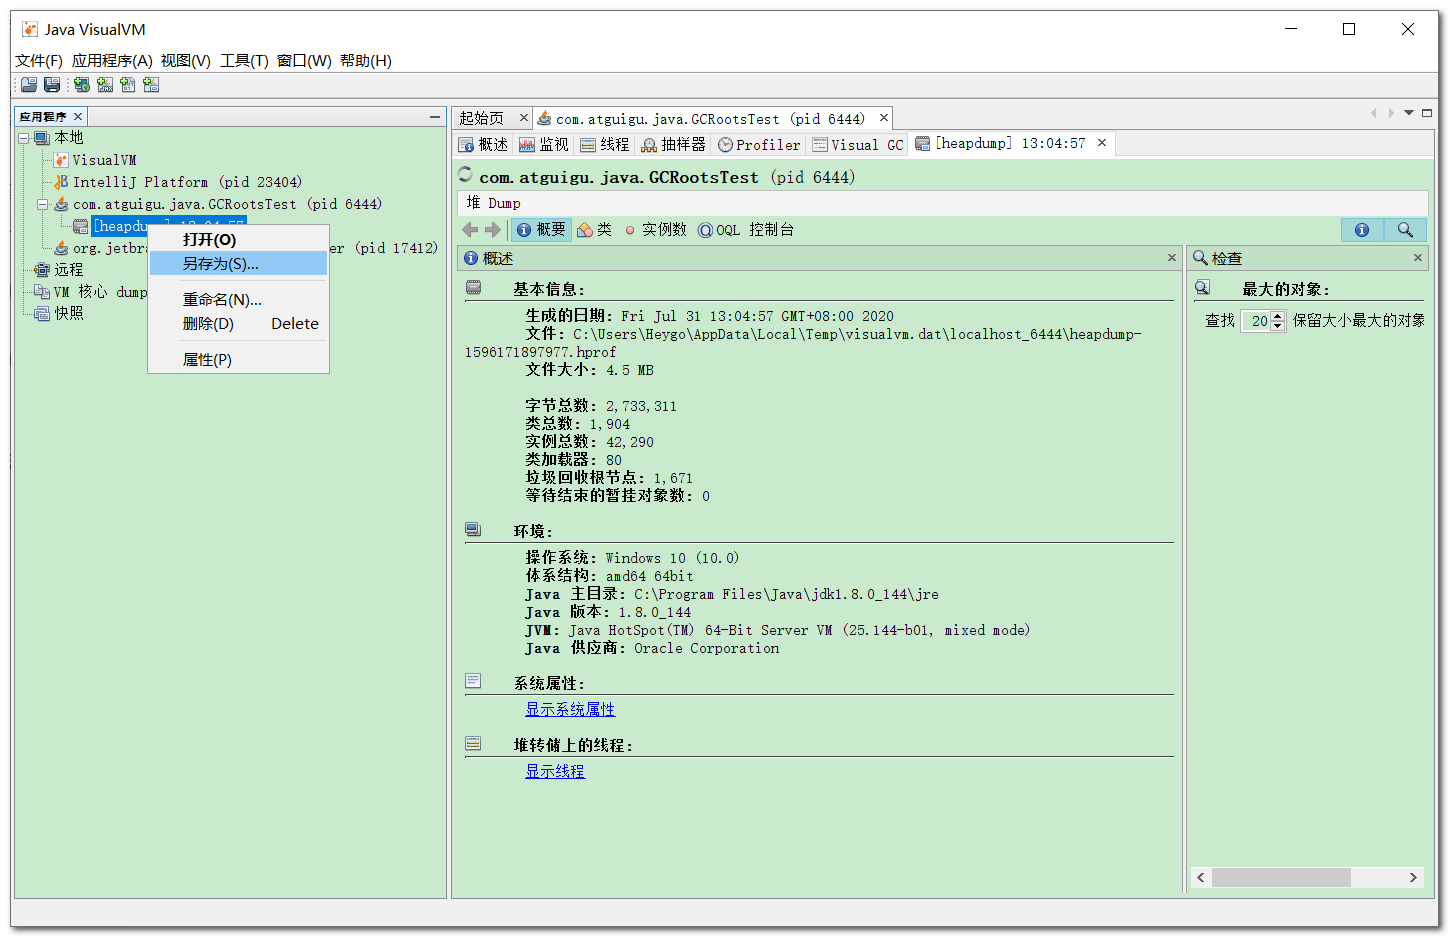 Java VisualVM
文件(F) 应用程序(A) 视图(V) 工具(T) 窗口(W) 帮助(H)
应用程序
本地
VisualVM
IntelliJ Platform (pid 23404)
com.atguigu.java.GCRootsTest (pid 6444)
[heapdu
org.jetbr
er (pid 17412)
远程
VM 核心 dump
快照
打开(O)
另存为(S)...
重命名(N)...
删除(D) Delete
属性(P)
起始页 com.atguigu.java.GCRootsTest (pid 6444)
概述 监视 线程 抽样器 Profiler Visual GC [heapdump] 13:04:57
com.atguigu.java.GCRootsTest (pid 6444)
堆 Dump
概要 类 实例数 OQL 控制台
概述
基本信息:
生成的日期: Fri Jul 31 13:04:57 GMT+08:00 2020
文件: C:\Users\Heygo\AppData\Local\Temp\visualvm.dat\localhost_6444\heapdump-
1596171897977.hprof
文件大小: 4.5 MB
字节总数: 2,733,311
类总数: 1,904
实例总数: 42,290
类加载器: 80
垃圾回收根节点: 1,671
等待结束的暂挂对象数: 0
环境:
操作系统: Windows 10 (10.0)
体系结构: amd64 64bit
Java 主目录: C:\Program Files\Java\jdk1.8.0_144\jre
Java 版本: 1.8.0_144
JVM: Java HotSpot(TM) 64-Bit Server VM (25.144-b01, mixed mode)
Java 供应商: Oracle Corporation
系统属性:
显示系统属性
堆转储上的线程:
显示线程
检查
最大的对象:
查找 20 保留大小最大的对象